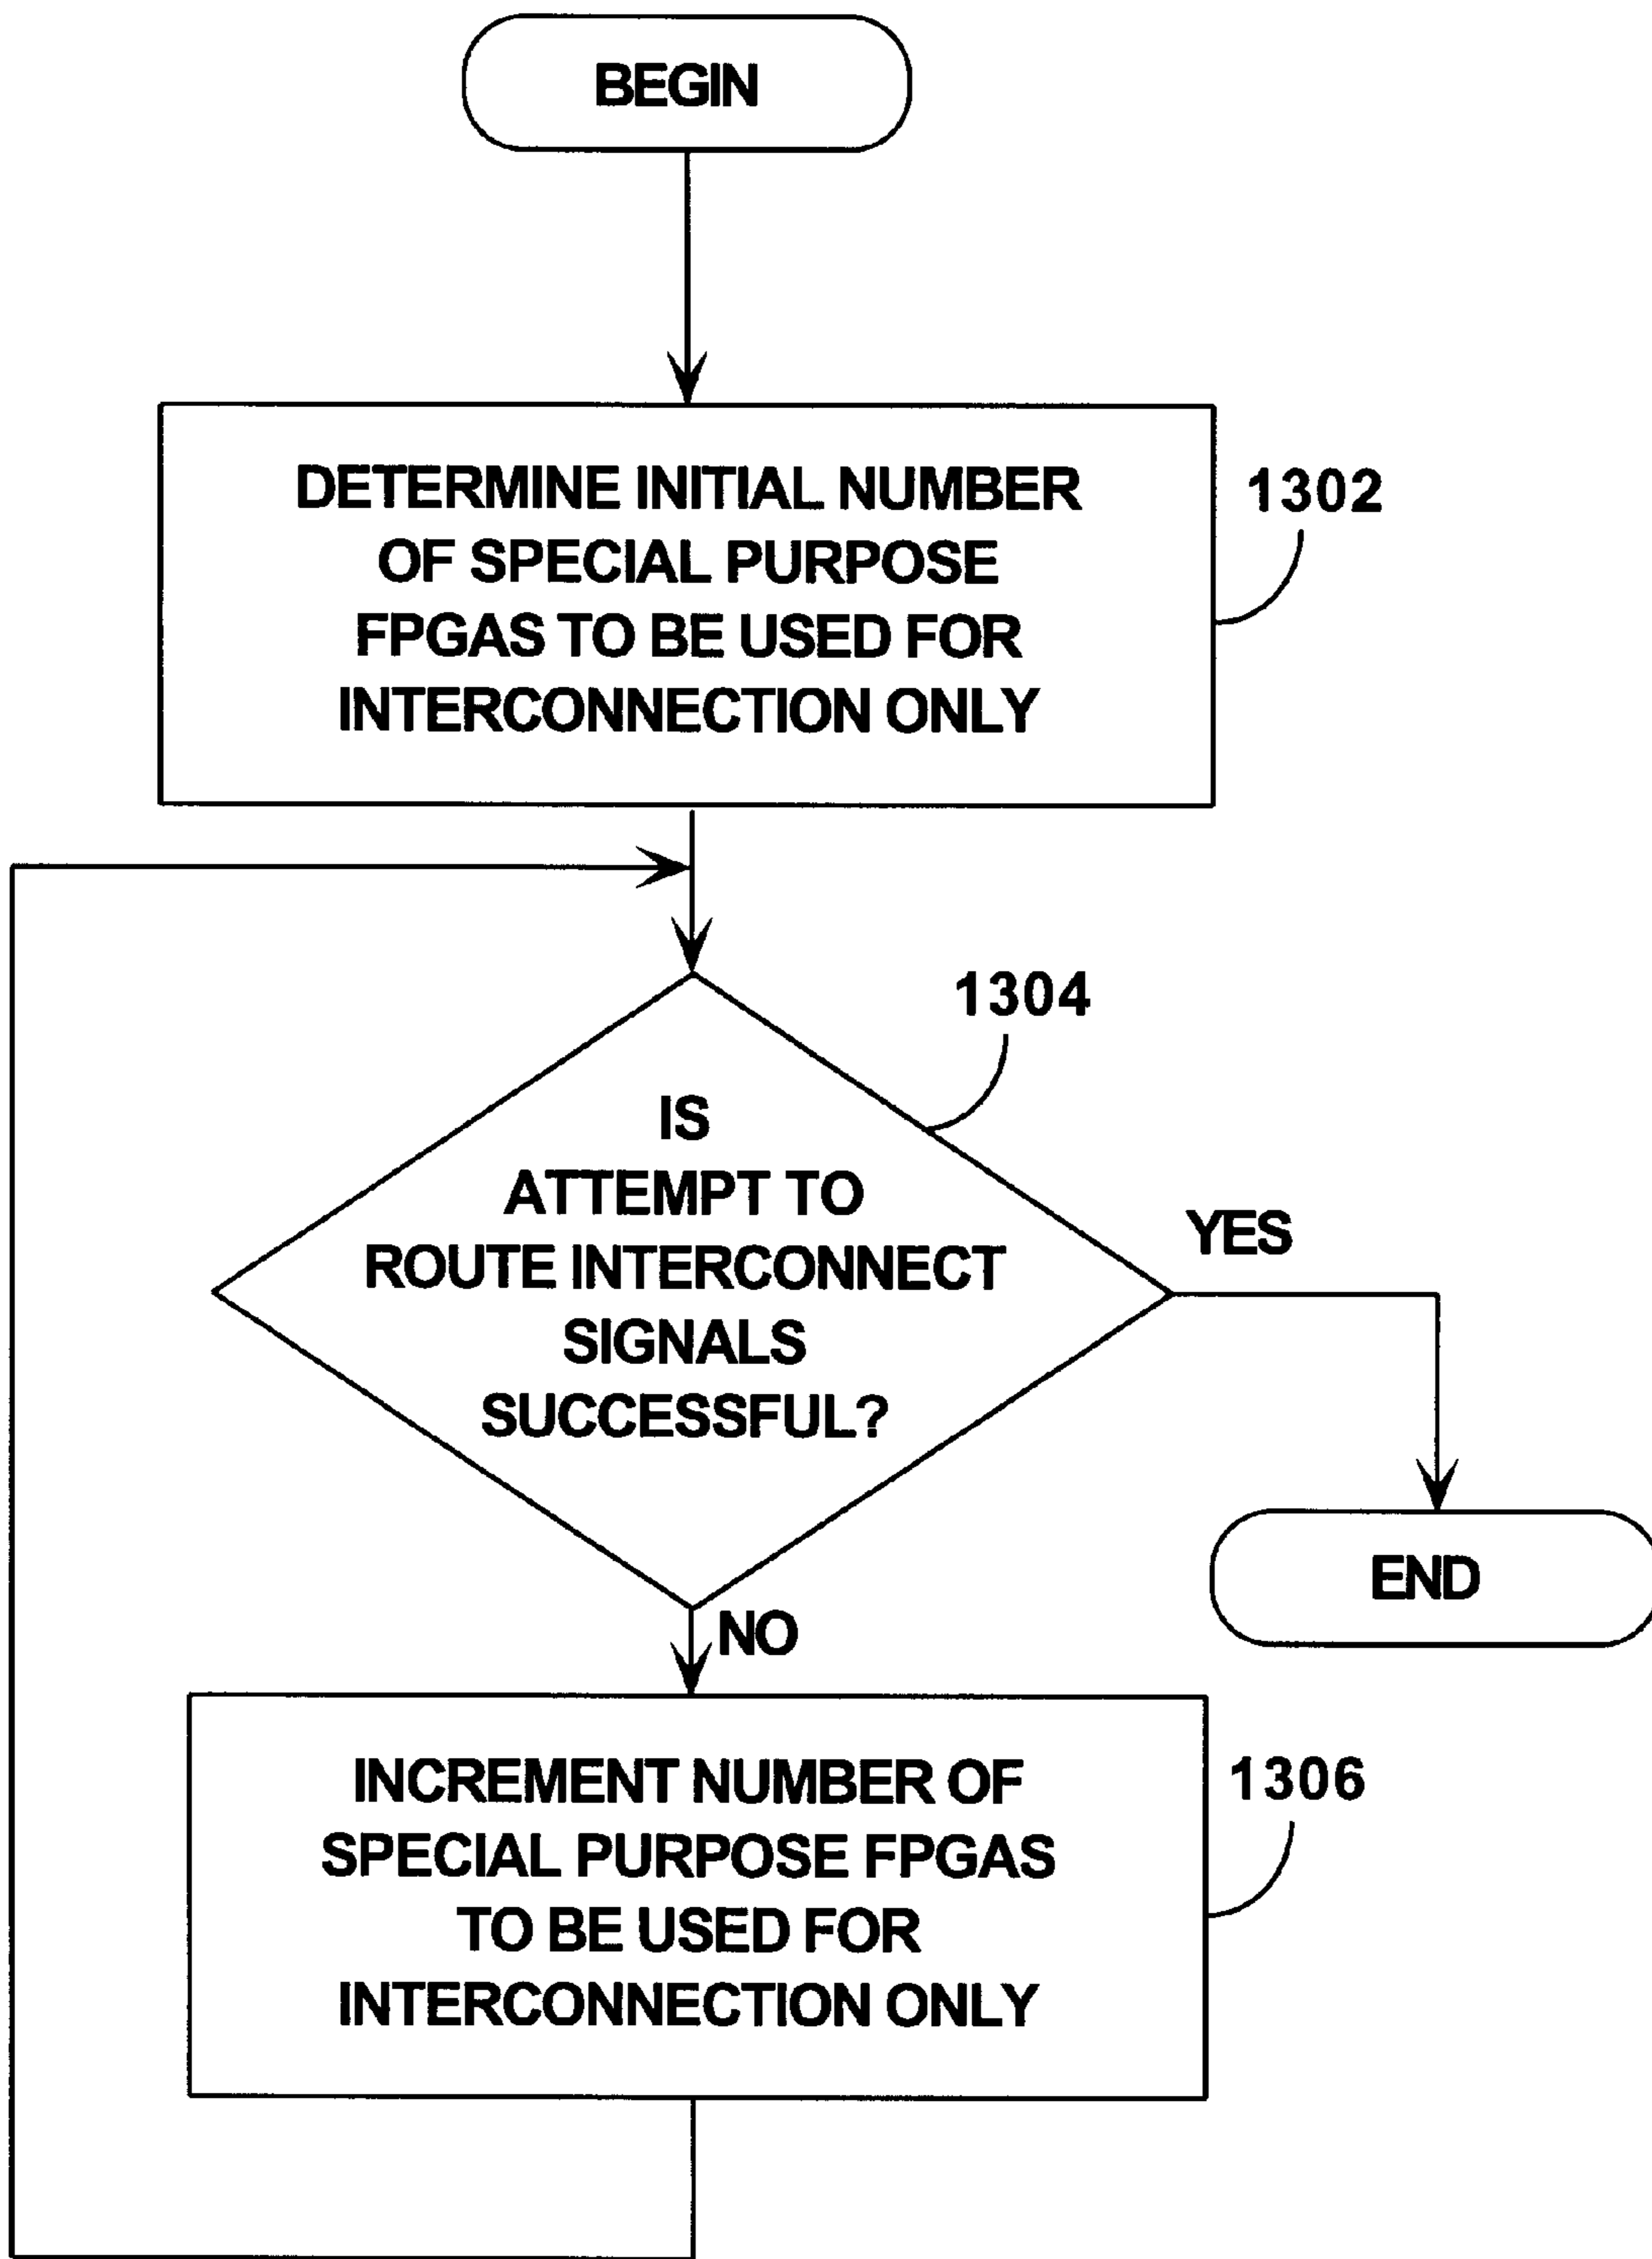 BEGIN
DETERMINE INITIAL NUMBER
OF SPECIAL PURPOSE
FPGAS TO BE USED FOR
INTERCONNECTION ONLY
1302
1304
IS
ATTEMPT TO
ROUTE INTERCONNECT
SIGNALS
SUCCESSFUL?
YES
END
NO
INCREMENT NUMBER OF
SPECIAL PURPOSE FPGAS
TO BE USED FOR
INTERCONNECTION ONLY
1306